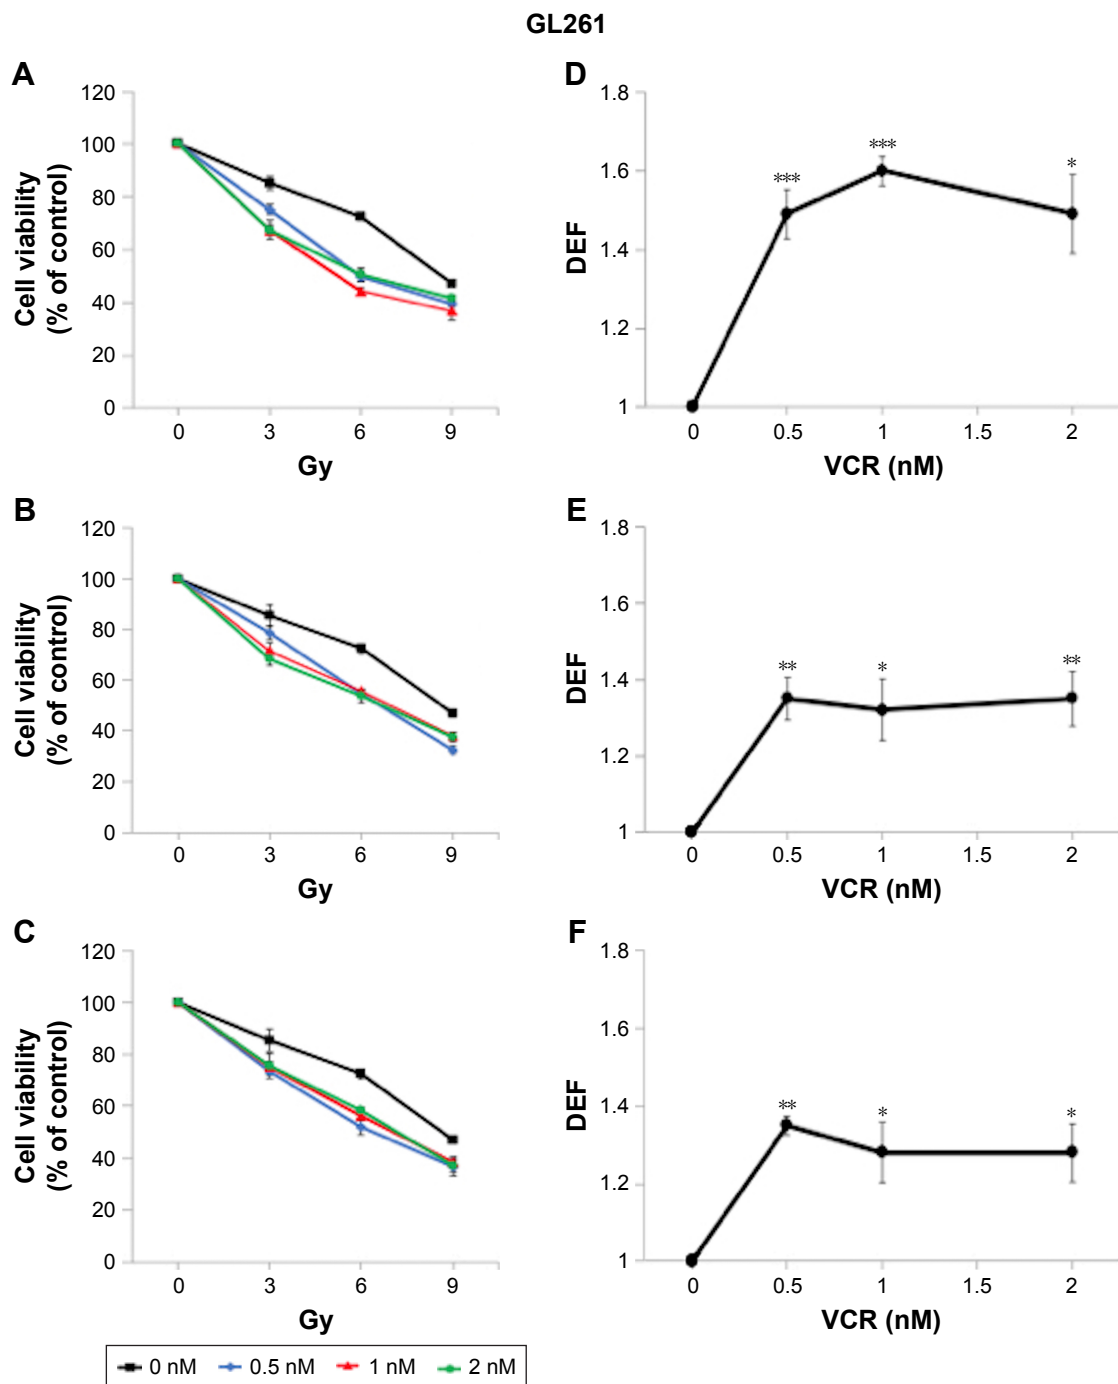 GL261
A
Cell viability
(% of control)
120
100
80
60
40
20
0
0 3 6 9
Gy
D
DEF
1.8
1.6
1.4
1.2
1
*** *** *
0 0.5 1 1.5 2
VCR (nM)
B
Cell viability
(% of control)
120
100
80
60
40
20
0
0 3 6 9
Gy
E
DEF
1.8
1.6
1.4
1.2
1
** * **
0 0.5 1 1.5 2
VCR (nM)
C
Cell viability
(% of control)
120
100
80
60
40
20
0
0 3 6 9
Gy
F
DEF
1.8
1.6
1.4
1.2
1
** * *
0 0.5 1 1.5 2
VCR (nM)
0 nM 0.5 nM 1 nM 2 nM